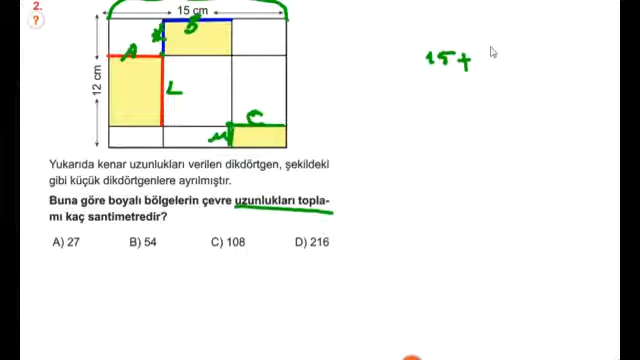 2.
?
15 cm
B
K
A
12 cm
L
C
M
15+
Yukarıda kenar uzunlukları verilen dikdörtgen, şekildeki
gibi küçük dikdörtgenlere ayrılmıştır.
Buna göre boyalı bölgelerin çevre uzunlukları topla-
mı kaç santimetredir?
A) 27 B) 54 C) 108 D) 216